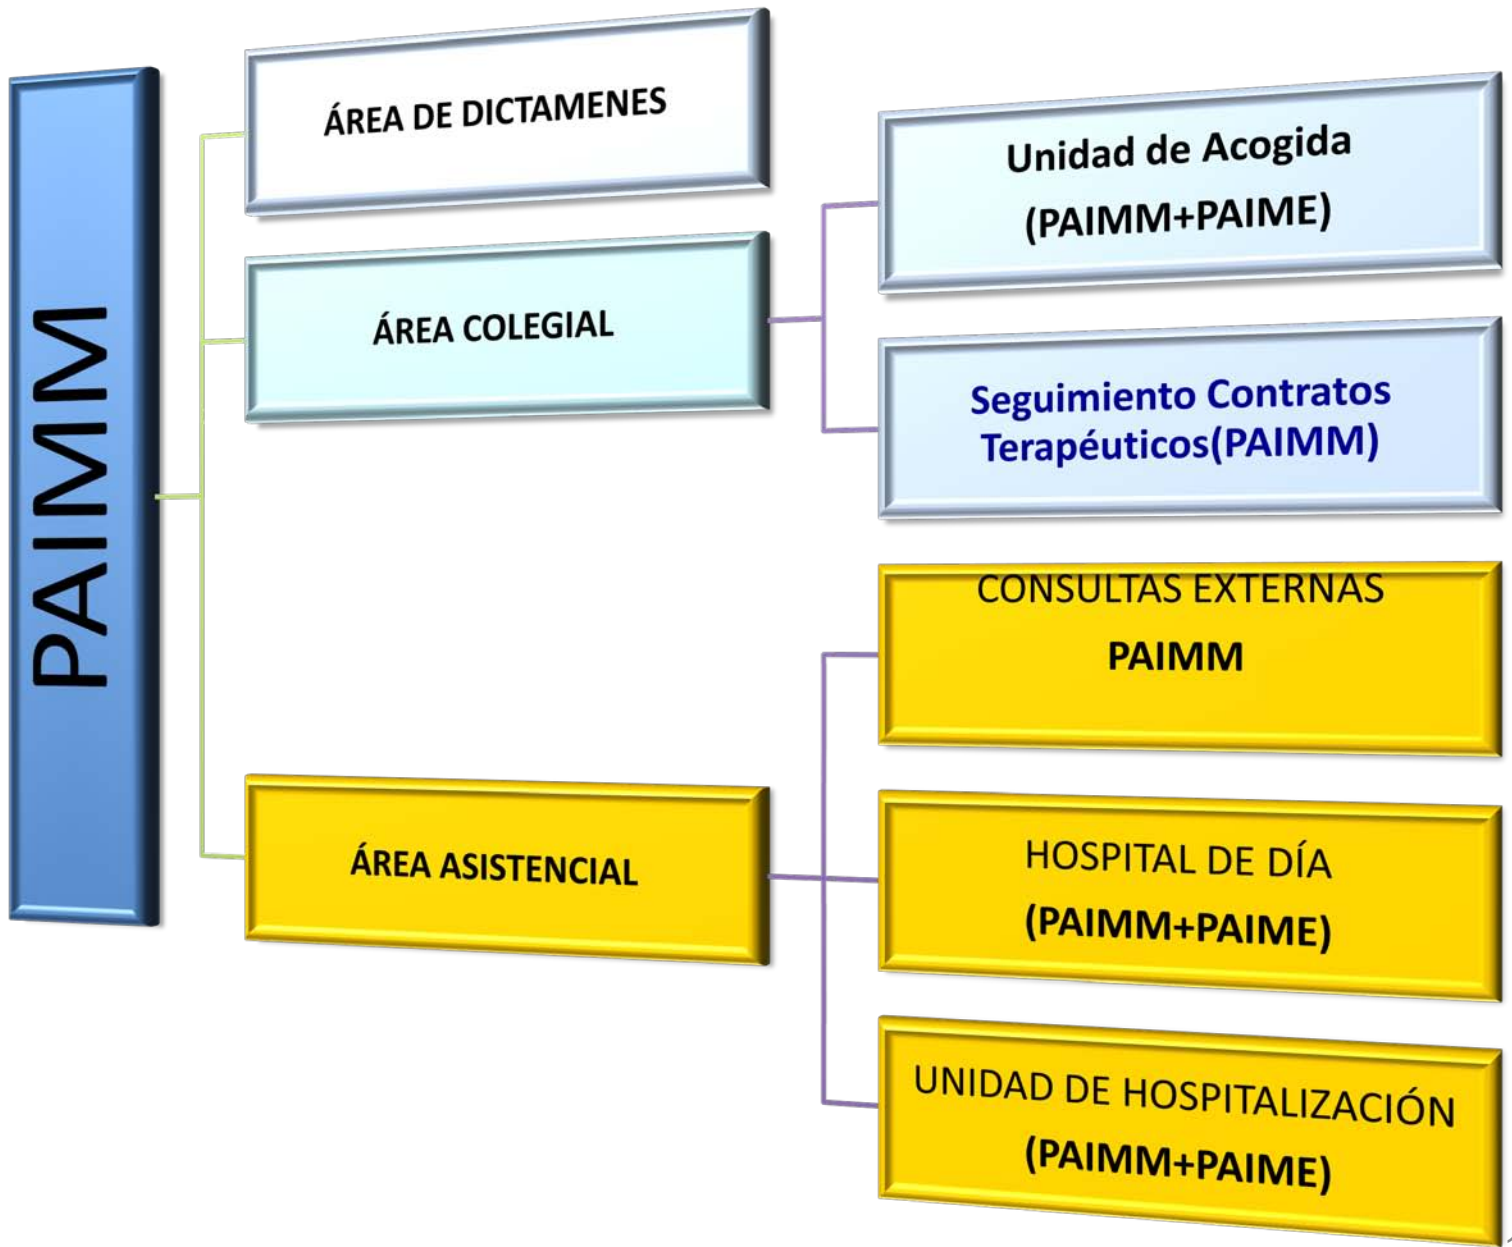 PAIMM
ÁREA DE DICTAMENES
ÁREA COLEGIAL
Unidad de Acogida
(PAIMM+PAIME)
Seguimiento Contratos
Terapéuticos(PAIMM)
ÁREA ASISTENCIAL
CONSULTAS EXTERNAS
PAIMM
HOSPITAL DE DÍA
(PAIMM+PAIME)
UNIDAD DE HOSPITALIZACIÓN
(PAIMM+PAIME)